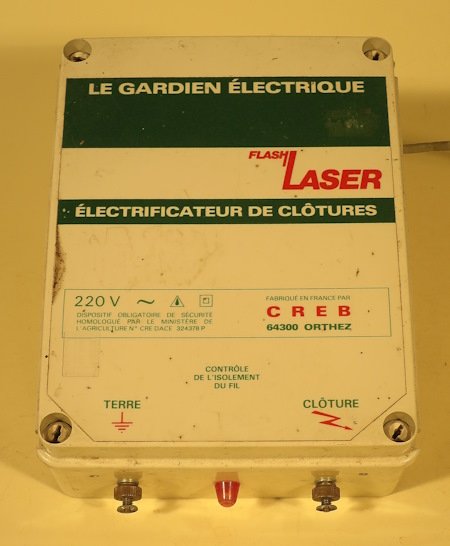 LE GARDIEN ÉLECTRIQUE
FLASH
LASER
ÉLECTRIFICATEUR DE CLÔTURES
220 V ~
DISPOSITIF OBLIGATOIRE DE SÉCURITÉ
HOMOLOGUÉ PAR LE MINISTÈRE DE
L'AGRICULTURE N° CRE DACE 324378 P
FABRIQUÉ EN FRANCE PAR
CREB
64300 ORTHEZ
CONTRÔLE
DE L'ISOLEMENT
DU FIL
TERRE
CLÔTURE